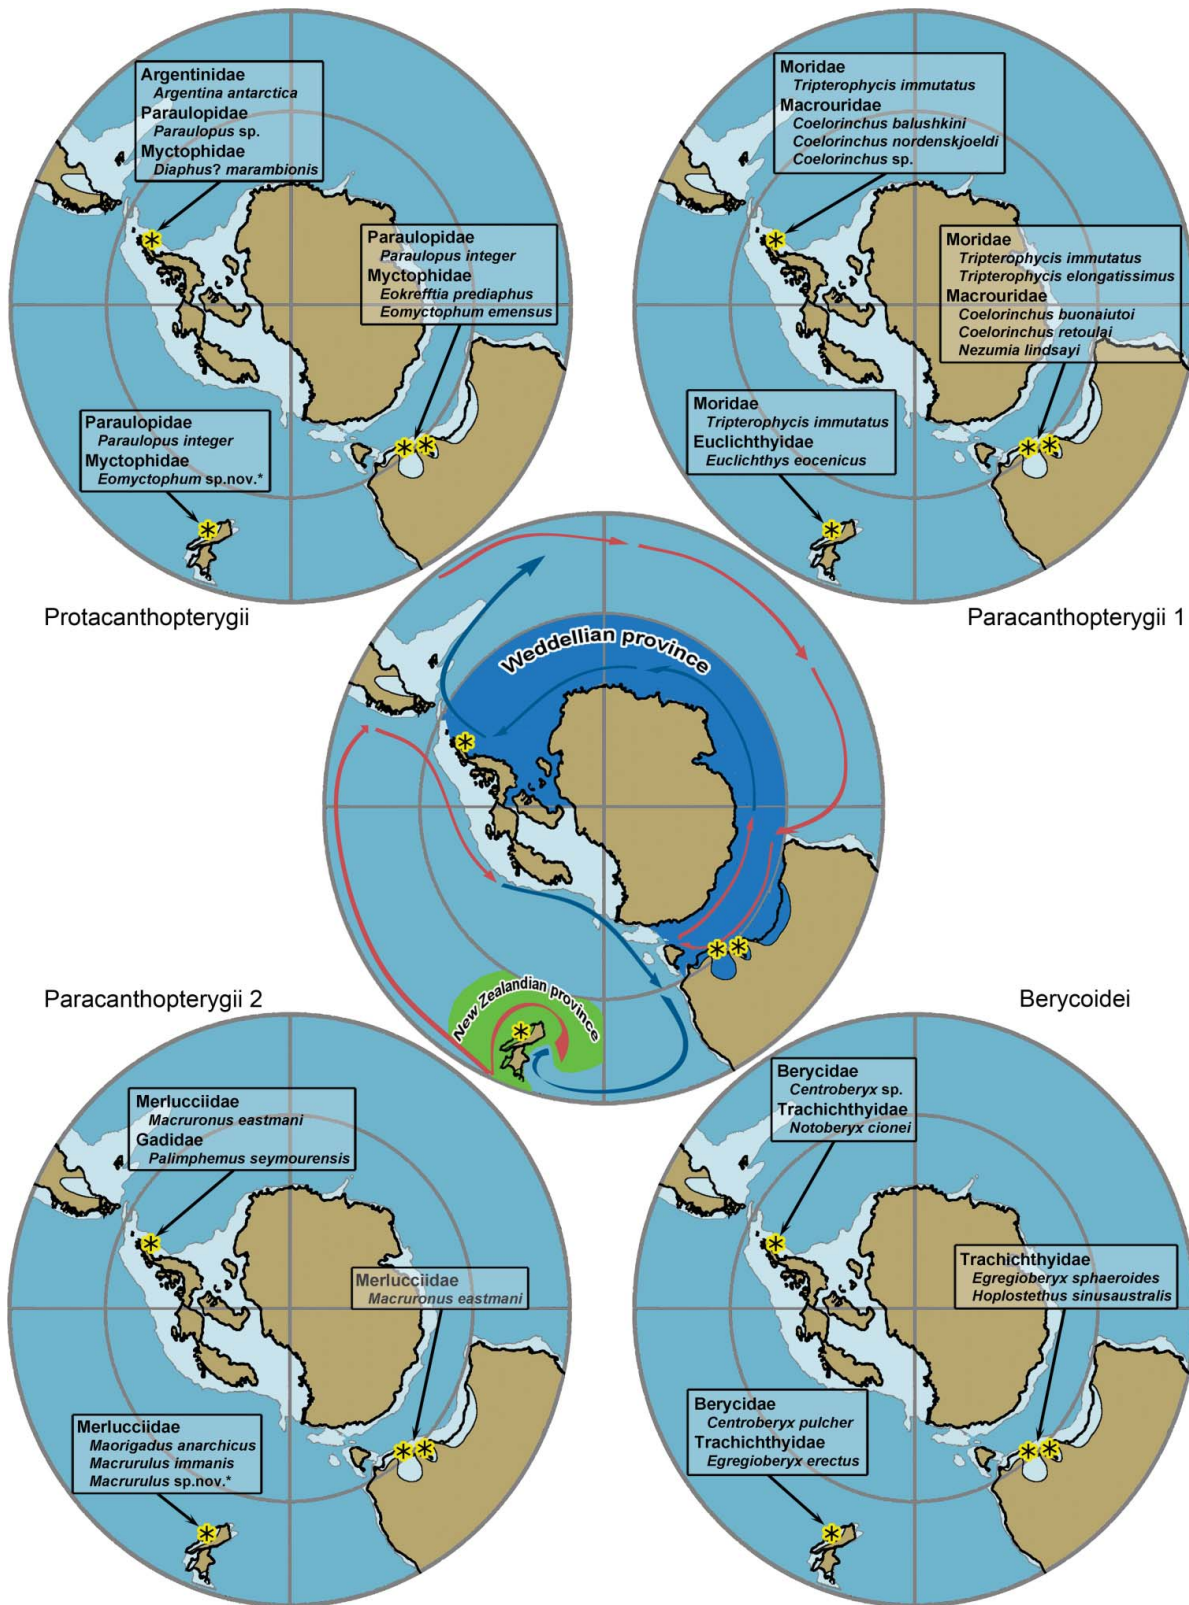 Argentinidae
Argentina antarctica
Paraulopidae
Paraulopus sp.
Myctophidae
Diaphus? marambionis
Paraulopidae
Paraulopus integer
Myctophidae
Eokrefftia prediaphus
Eomyctophum emensus
Paraulopidae
Paraulopus integer
Myctophidae
Eomyctophum sp.nov.*
Protacanthopterygii
Moridae
Tripterophycis immutatus
Macrouridae
Coelorinchus balushkini
Coelorinchus nordenskjoeldi
Coelorinchus sp.
Moridae
Tripterophycis immutatus
Tripterophycis elongatissimus
Macrouridae
Coelorinchus buonaiutoi
Coelorinchus retoulai
Nezumia lindsayi
Moridae
Tripterophycis immutatus
Euclichthyidae
Euclichthys eocenicus
Paracanthopterygii 1
Weddellian province
New Zealandian province
Paracanthopterygii 2
Merlucciidae
Macruronus eastmani
Gadidae
Palimphemus seymourensis
Merlucciidae
Macruronus eastmani
Merlucciidae
Maorigadus anarchicus
Macrurulus immanis
Macrurulus sp.nov.*
Berycoidei
Berycidae
Centroberyx sp.
Trachichthyidae
Notoberyx cionei
Trachichthyidae
Egregioberyx sphaeroides
Hoplostethus sinusaustralis
Berycidae
Centroberyx pulcher
Trachichthyidae
Egregioberyx erectus